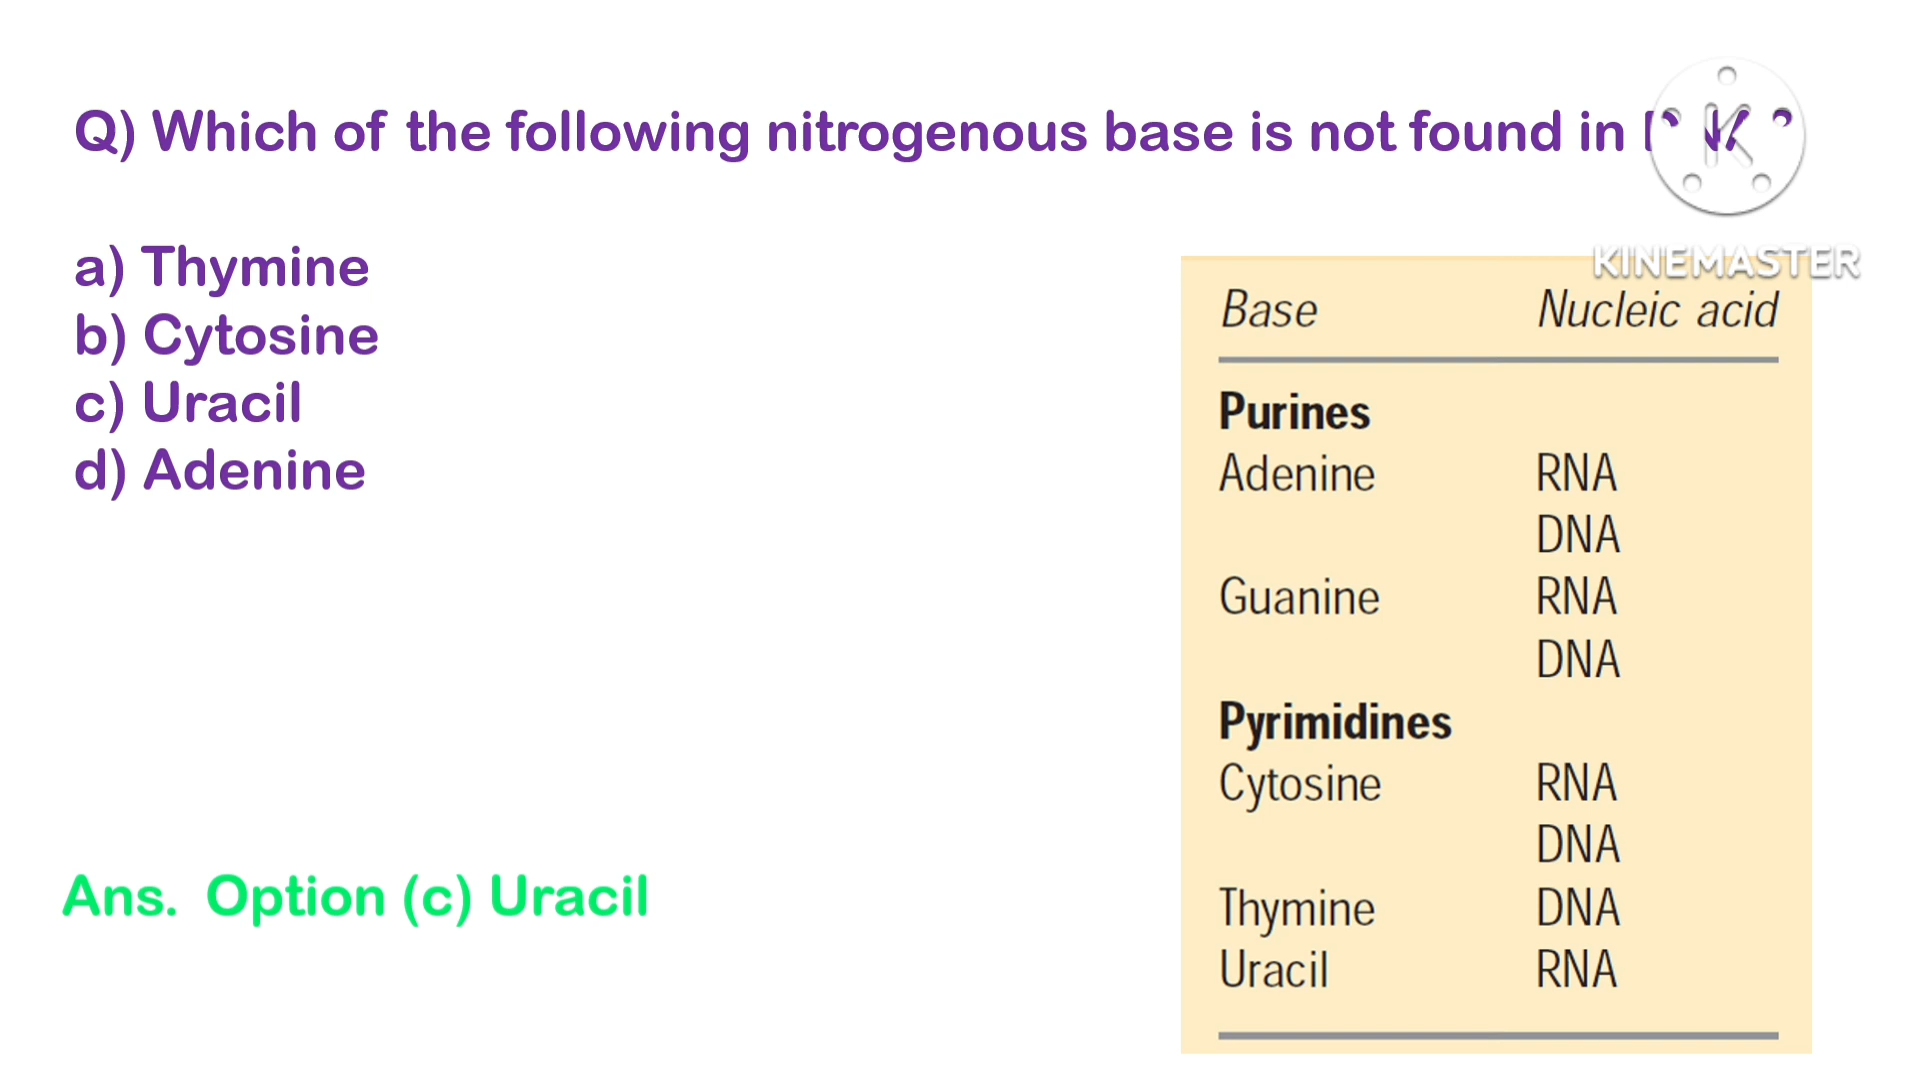 Q) Which of the following nitrogenous base is not found in
a) Thymine
b) Cytosine
c) Uracil
d) Adenine
Ans. Option (c) Uracil
KINEMASTER
Base Nucleic acid
Purines
Adenine RNA
DNA
Guanine RNA
DNA
Pyrimidines
Cytosine RNA
DNA
Thymine DNA
Uracil RNA